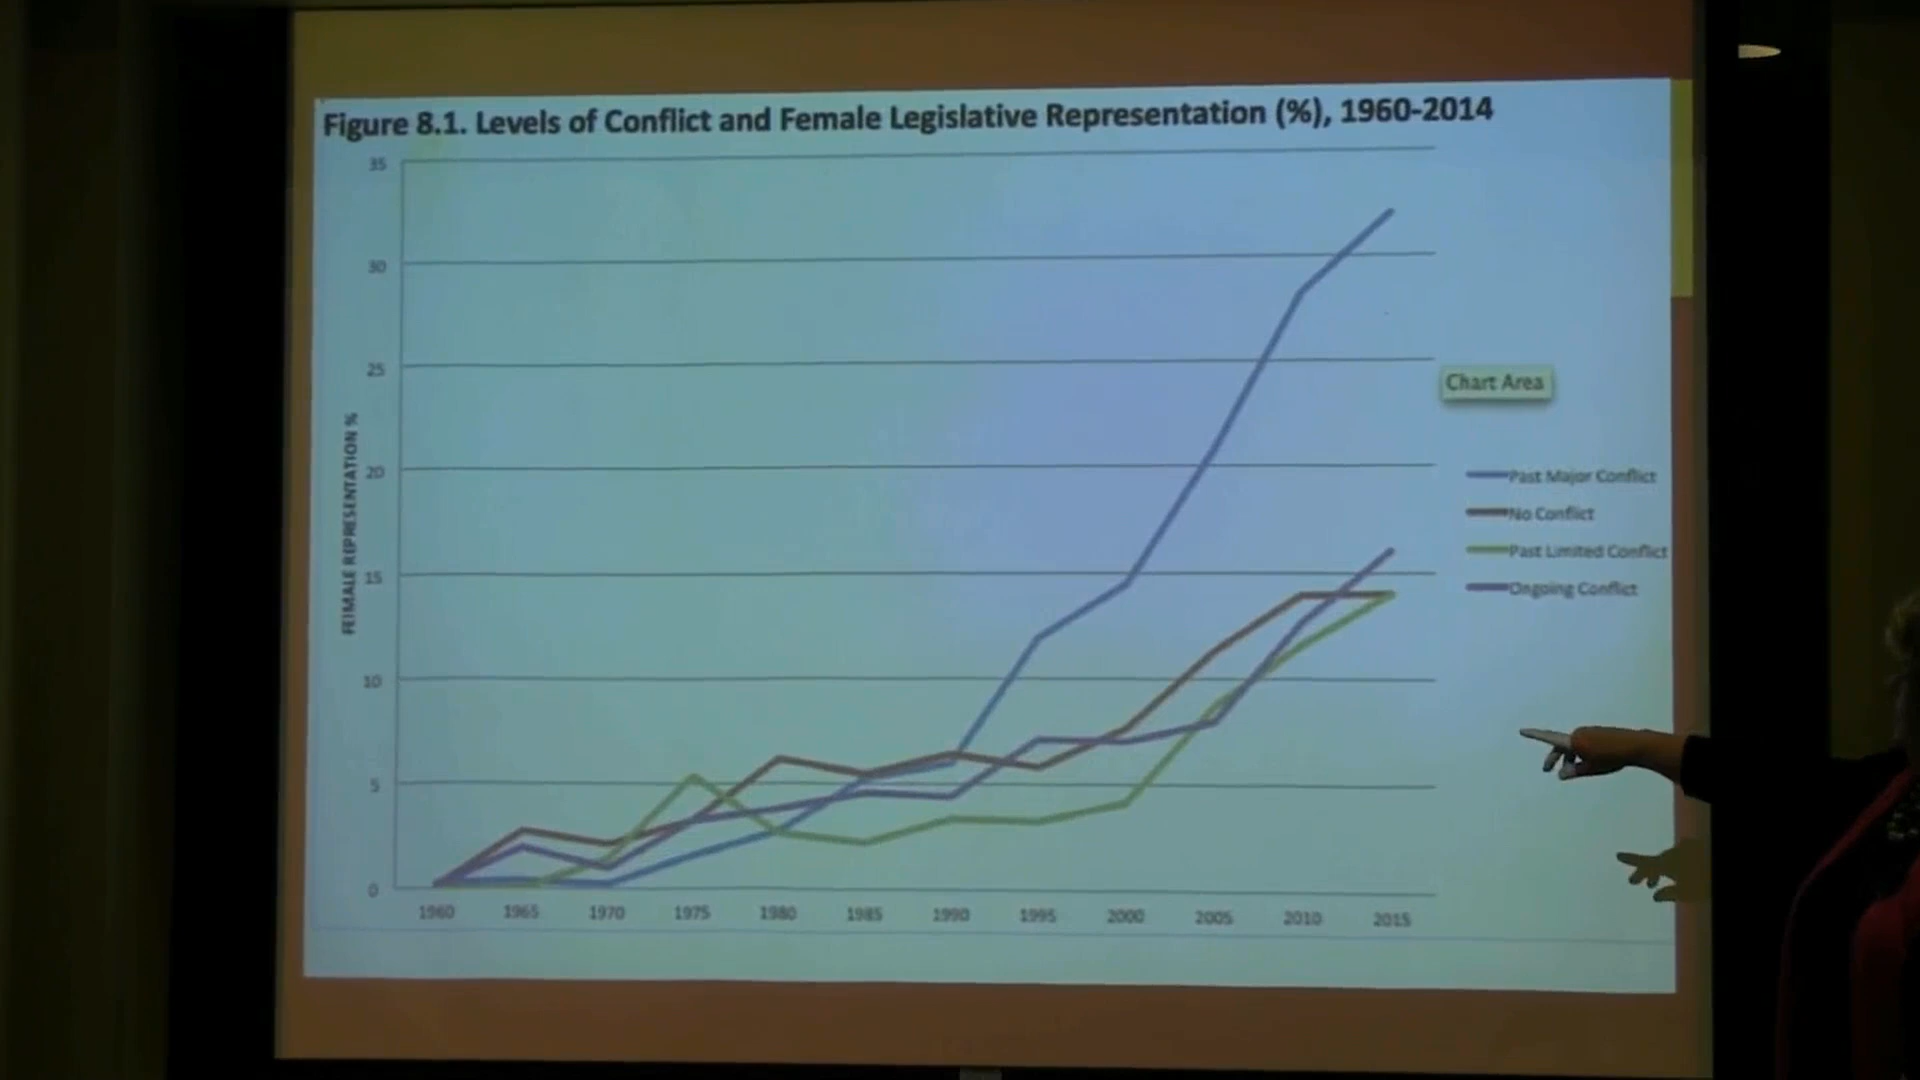 Figure 8.1. Levels of Conflict and Female Legislative Representation (%), 1960-2014
35
30
25
20
15
10
5
0
FEIMALE REPRESENTATION %
1960 1965 1970 1975 1980 1985 1990 1995 2000 2005 2010 2015
Chart Area
Past Major Conflict
No Conflict
Past Limited Conflict
Ongoing Conflict